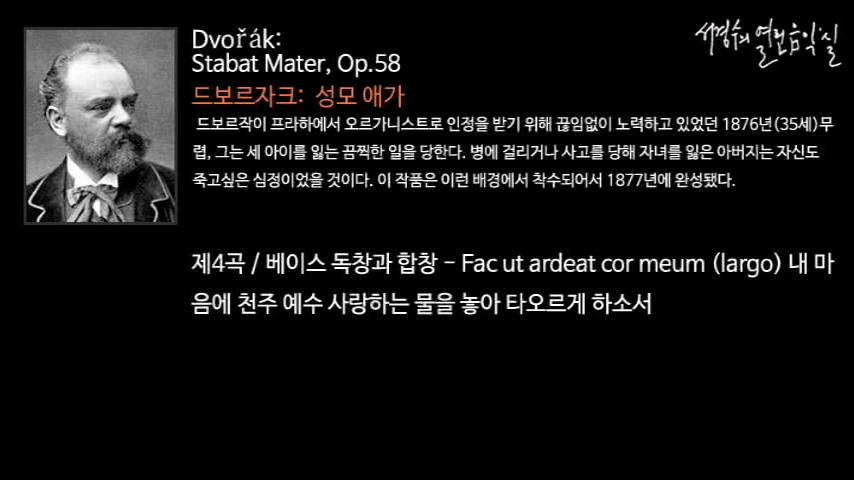 서경수의 열린음악실
Dvořák:
Stabat Mater, Op.58
드보르자크: 성모 애가
드보르작이 프라하에서 오르가니스트로 인정을 받기 위해 끊임없이 노력하고 있었던 1876년(35세)무
렵, 그는 세 아이를 잃는 끔찍한 일을 당한다. 병에 걸리거나 사고를 당해 자녀를 잃은 아버지는 자신도
죽고싶은 심정이었을 것이다. 이 작품은 이런 배경에서 착수되어서 1877년에 완성됐다.
제4곡 / 베이스 독창과 합창 - Fac ut ardeat cor meum (largo) 내 마
음에 천주 예수 사랑하는 물을 놓아 타오르게 하소서